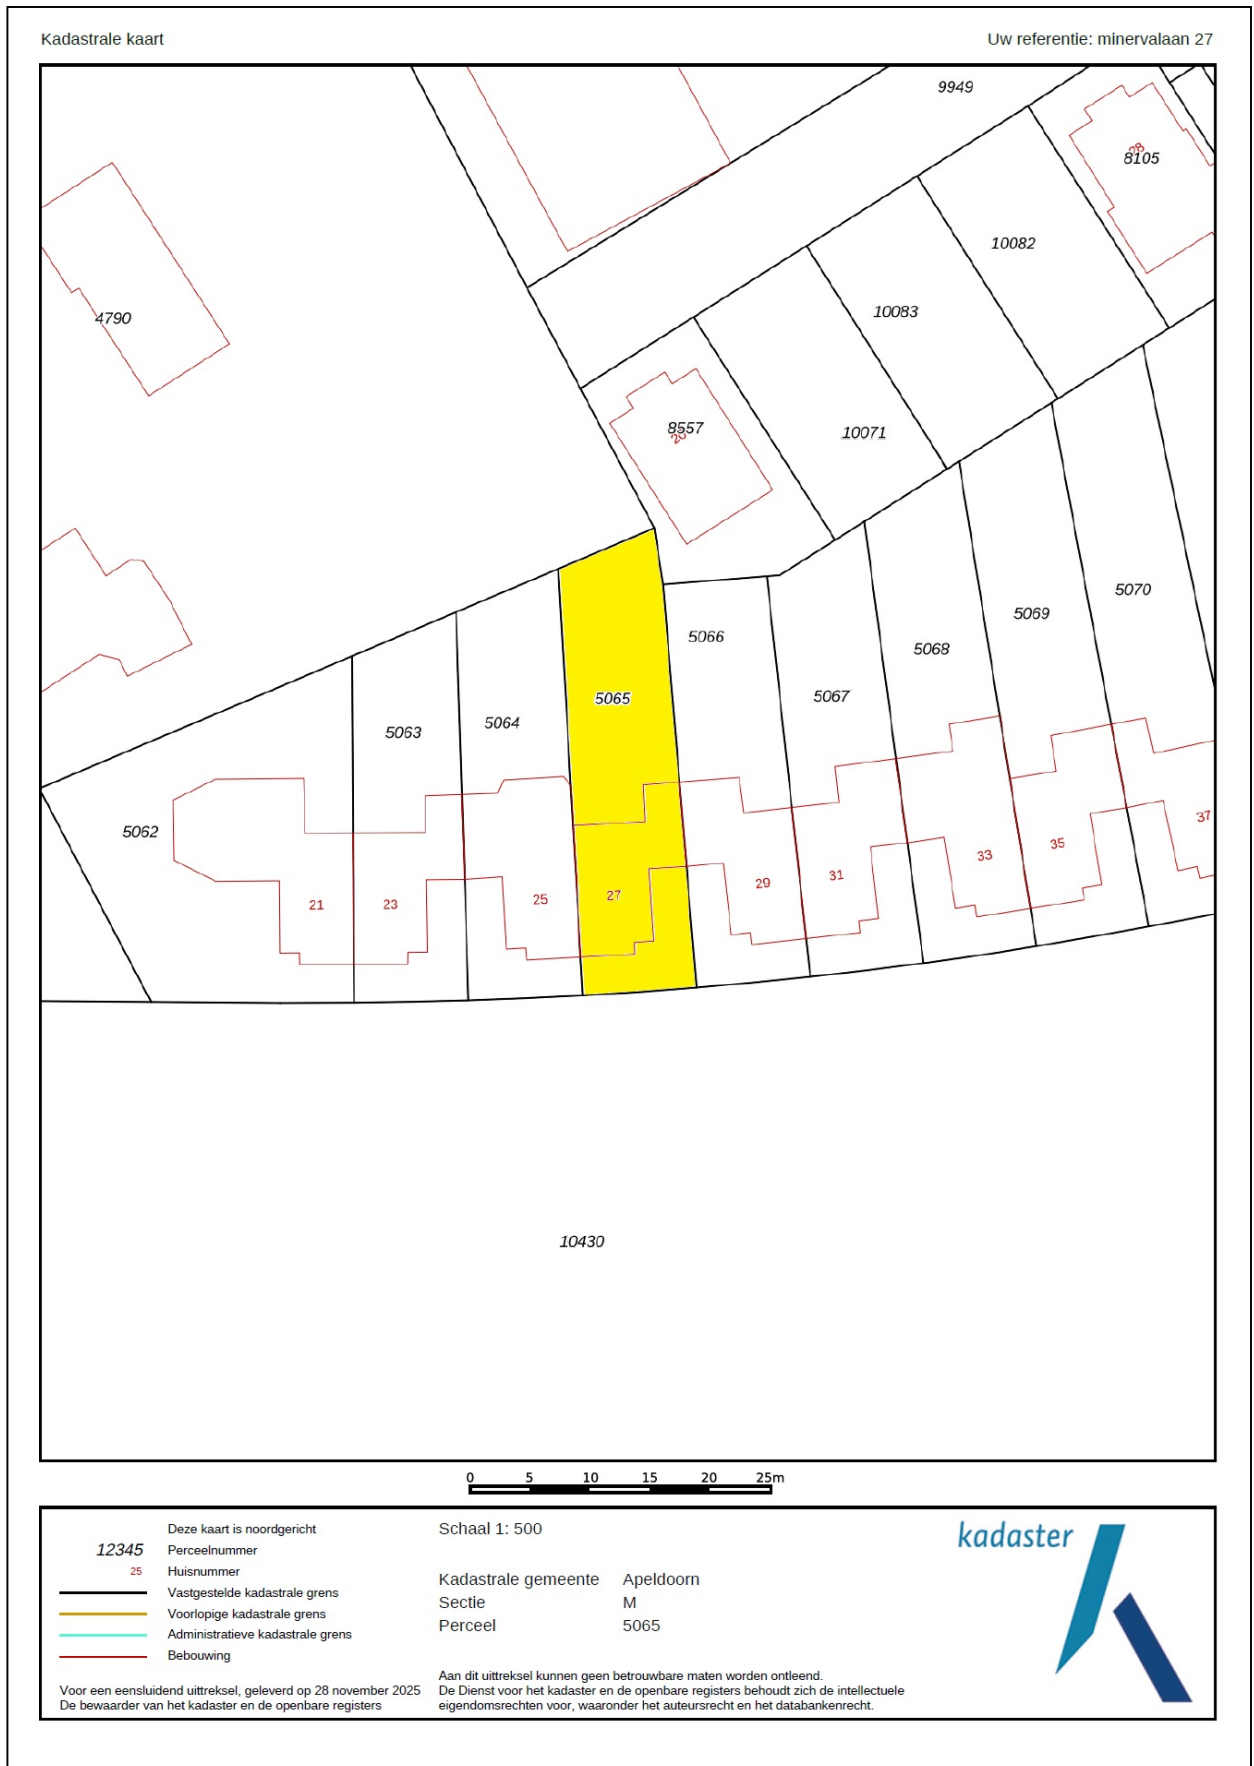 Kadastrale kaart
Uw referentie: minervalaan 27
9949
28
8105
10082
10083
4790
8557
20
10071
5070
5069
5066
5068
5067
5065
5064
5063
5062
37
35
33
31
29
27
25
23
21
10430
0 5 10 15 20 25m
Deze kaart is noordgericht
12345 Perceelnummer
25 Huisnummer
Vastgestelde kadastrale grens
Voorlopige kadastrale grens
Administratieve kadastrale grens
Bebouwing
Voor een eensluidend uittreksel, geleverd op 28 november 2025
De bewaarder van het kadaster en de openbare registers
Schaal 1: 500
Kadastrale gemeente Apeldoorn
Sectie M
Perceel 5065
Aan dit uittreksel kunnen geen betrouwbare maten worden ontleend.
De Dienst voor het kadaster en de openbare registers behoudt zich de intellectuele
eigendomsrechten voor, waaronder het auteursrecht en het databankenrecht.
kadaster